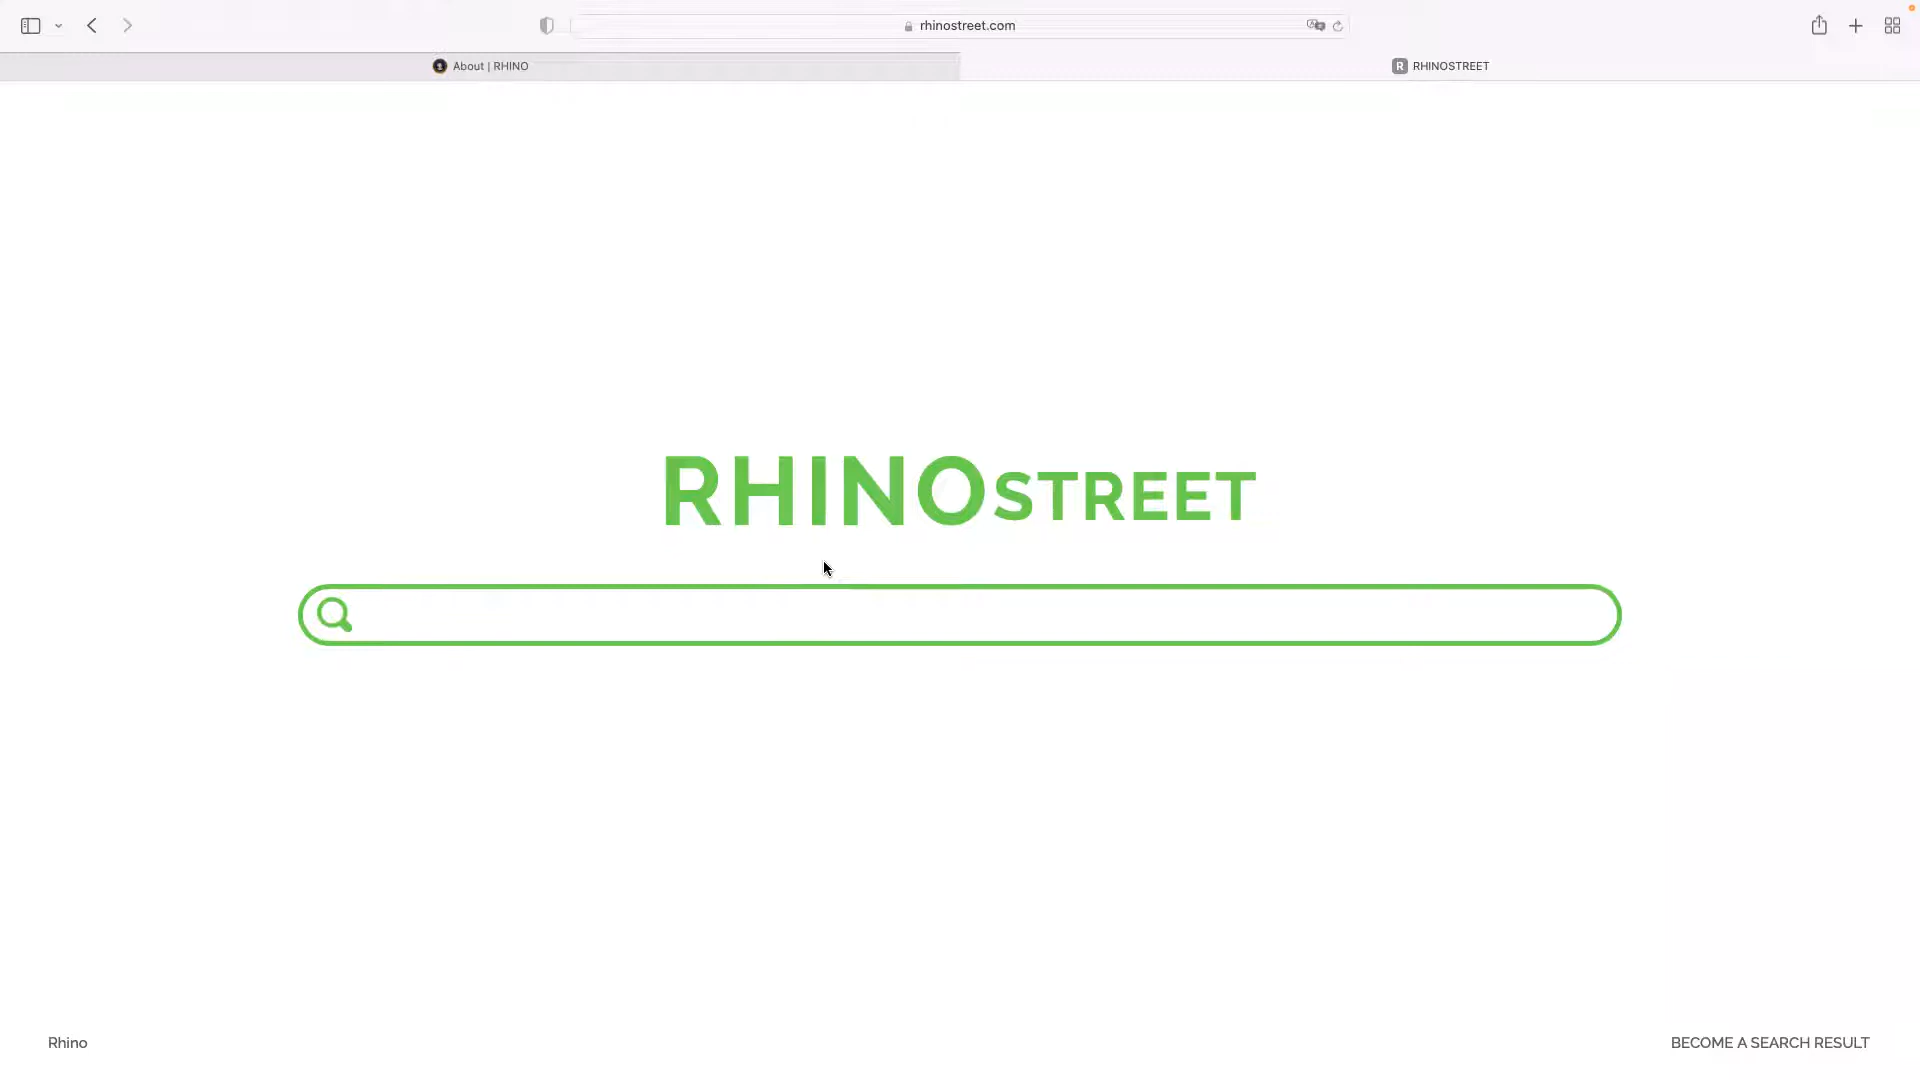 rhinostreet.com
About | RHINO
R RHINOSTREET
RHINOSTREET
Rhino
BECOME A SEARCH RESULT